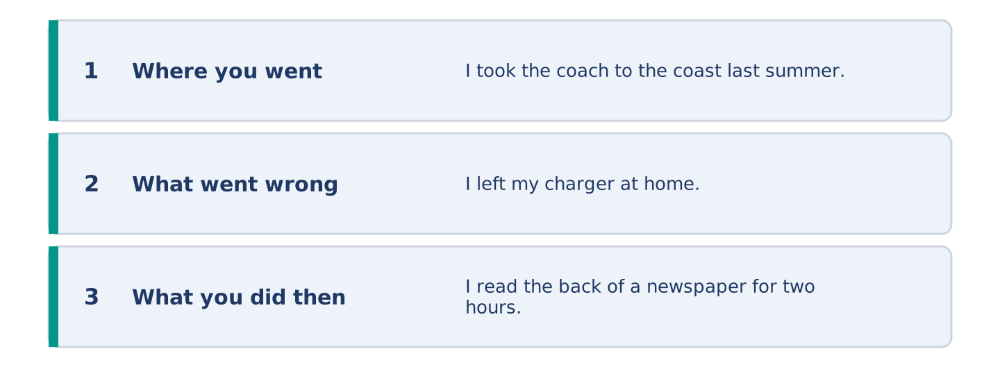 1 Where you went I took the coach to the coast last summer.
2 What went wrong I left my charger at home.
3 What you did then I read the back of a newspaper for two
hours.